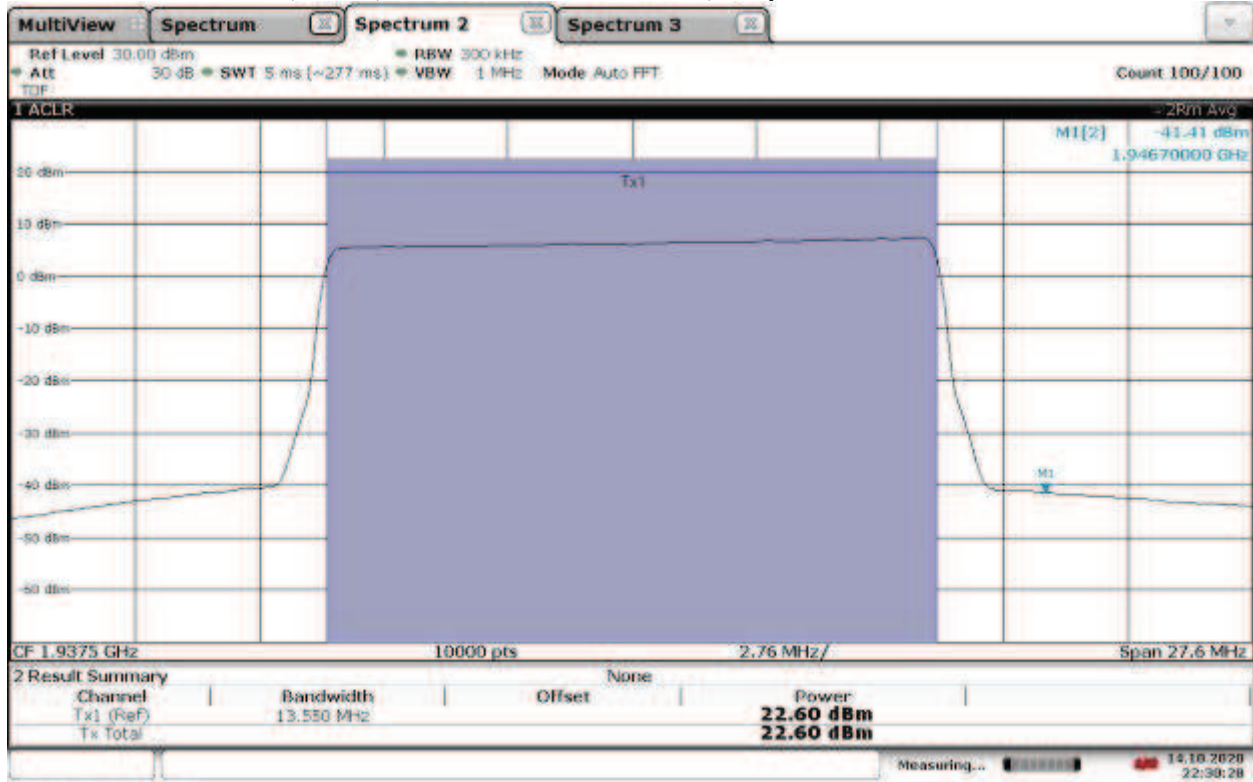 MultiView Spectrum Spectrum 2 Spectrum 3
Ref Level 30.00 dBm RBW 300 kHz
Att 30 dB SWT 5 ms (~277 ms) VBW 1 MHz Mode Auto FFT Count 100/100
TDF
1 ACLR 2Rm Avg
M1[2] -41.41 dBm
1.94670000 GHz
20 dBm
Tx1
10 dBm
0 dBm
-10 dBm
-20 dBm
-30 dBm
-40 dBm
M1
-50 dBm
-60 dBm
CF 1.9375 GHz 10000 pts 2.76 MHz/ Span 27.6 MHz
2 Result Summary None
Channel Bandwidth Offset Power
Tx1 (Ref) 13.550 MHz 22.60 dBm
Tx Total 22.60 dBm
Measuring... 14.10.2020
22:30:28